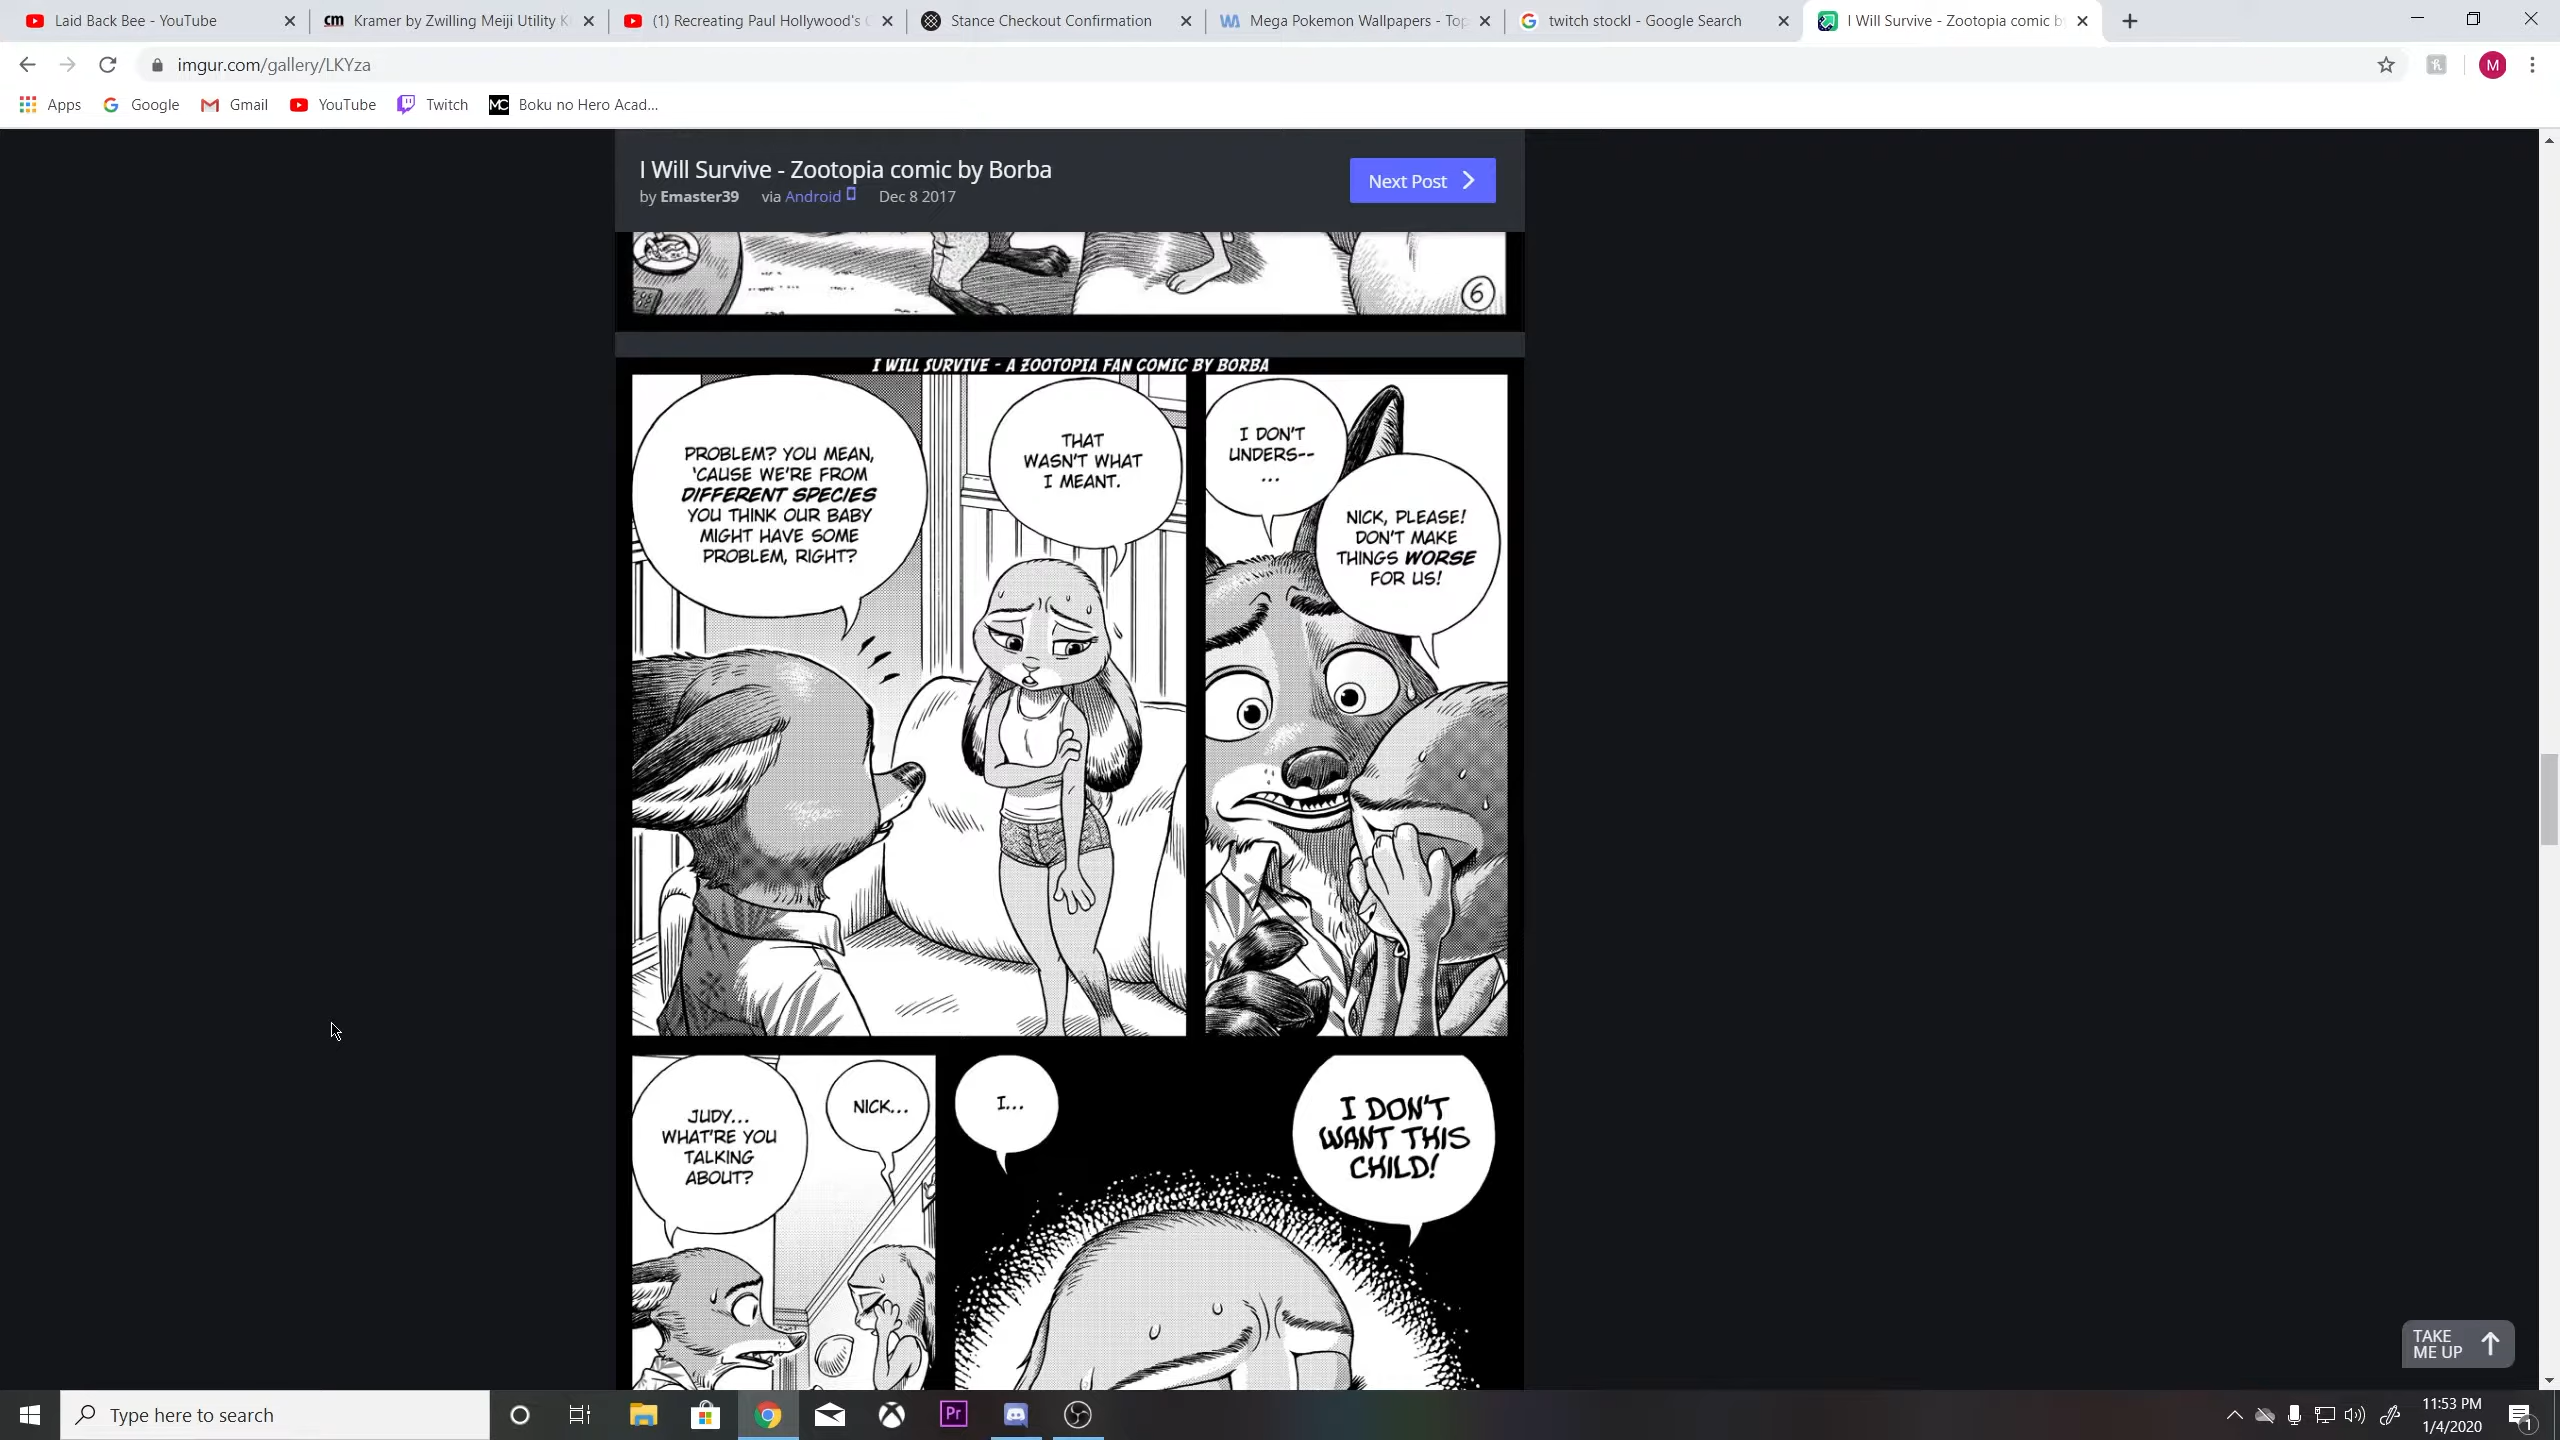 Laid Back Bee - YouTube
Kramer by Zwilling Meiji Utility K
(1) Recreating Paul Hollywood's C
Stance Checkout Confirmation
Mega Pokemon Wallpapers - Top
twitch stockl - Google Search
I Will Survive - Zootopia comic b
imgur.com/gallery/LKYza
M
Apps
Google
Gmail
YouTube
Twitch
MC
Boku no Hero Acad...
I Will Survive - Zootopia comic by Borba
by Emaster39 via Android Dec 8 2017
Next Post
6
I WILL SURVIVE - A ZOOTOPIA FAN COMIC BY BORBA
PROBLEM? YOU MEAN,
'CAUSE WE'RE FROM
DIFFERENT SPECIES
YOU THINK OUR BABY
MIGHT HAVE SOME
PROBLEM, RIGHT?
THAT
WASN'T WHAT
I MEANT.
I DON'T
UNDERS--
...
NICK, PLEASE!
DON'T MAKE
THINGS WORSE
FOR US!
JUDY...
WHAT'RE YOU
TALKING
ABOUT?
NICK...
I...
I DON'T
WANT THIS
CHILD!
TAKE
ME UP
Type here to search
Pr
11:53 PM
1/4/2020
1